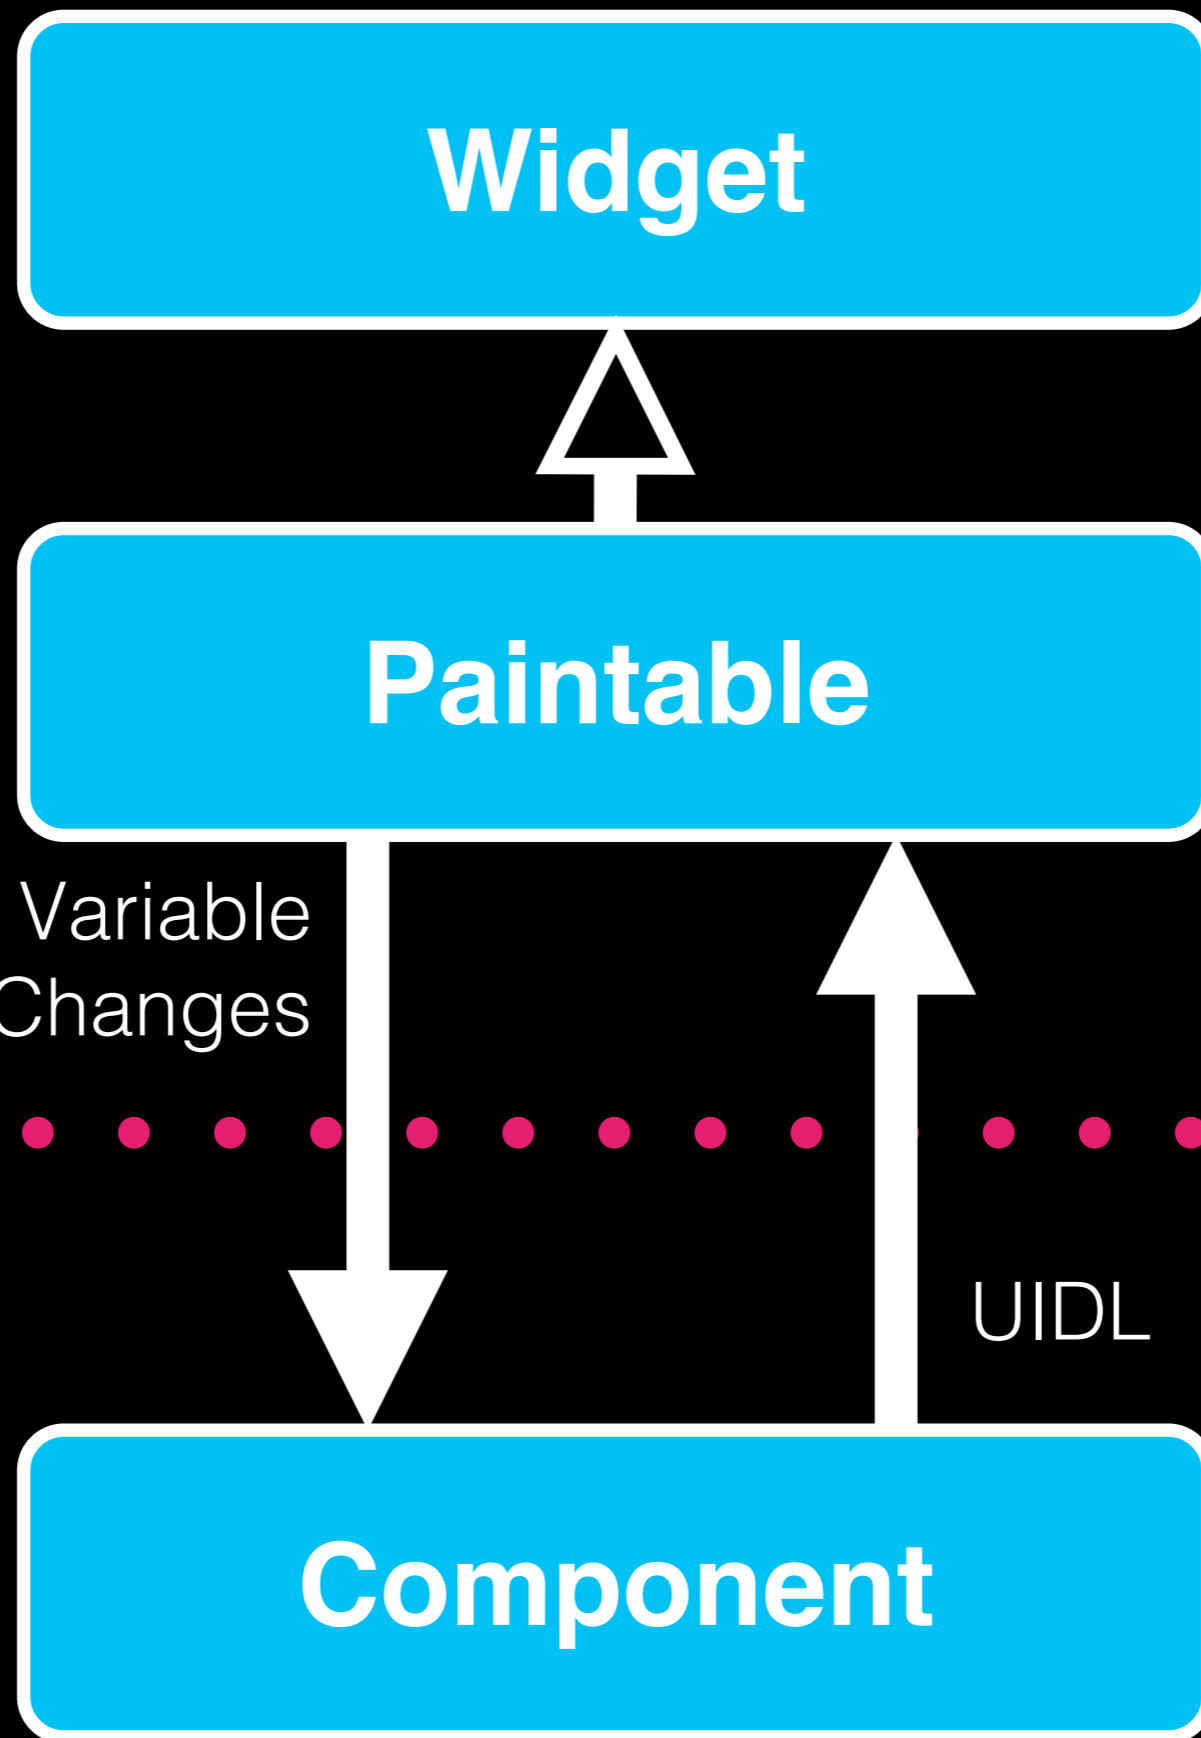 Widget
Paintable
Variable
Changes
UIDL
Component